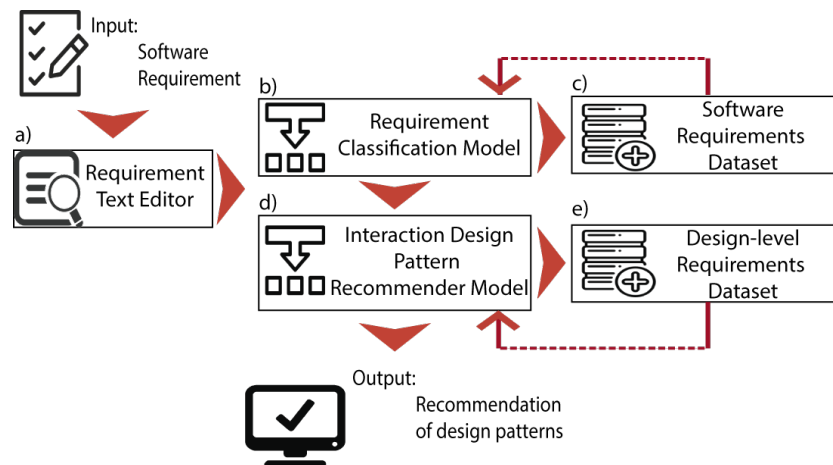 Input:
Software
Requirement
a)
Requirement
Text Editor
b)
Requirement
Classification Model
c)
Software
Requirements
Dataset
d)
Interaction Design
Pattern
Recommender Model
e)
Design-level
Requirements
Dataset
Output:
Recommendation
of design patterns